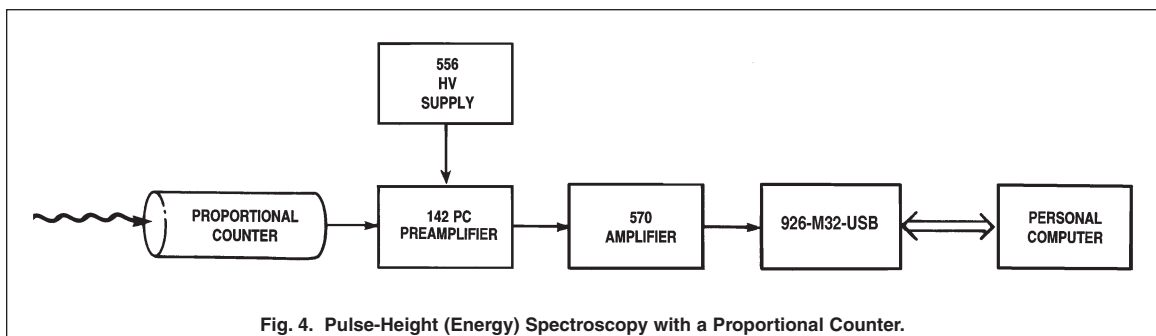 556
HV
SUPPLY
PROPORTIONAL
COUNTER
142 PC
PREAMPLIFIER
570
AMPLIFIER
926-M32-USB
PERSONAL
COMPUTER
Fig. 4. Pulse-Height (Energy) Spectroscopy with a Proportional Counter.